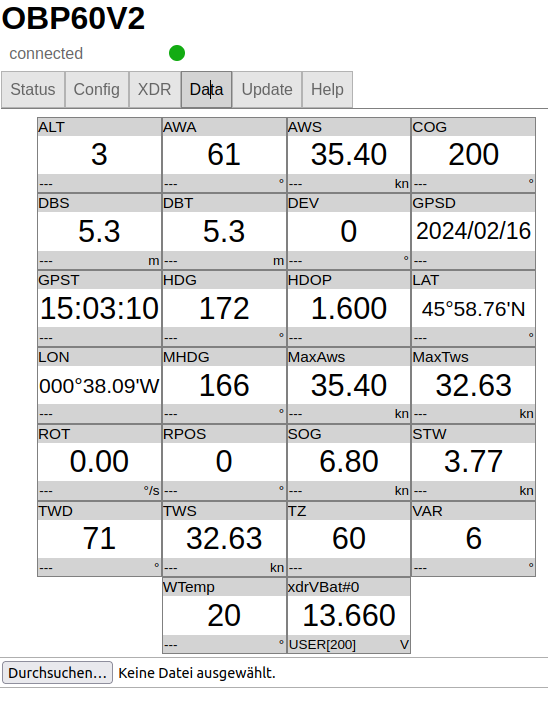 OBP60V2
connected
Status Config XDR Data Update Help
ALT AWA AWS COG
3 61 35.40 200
--- --- ° --- kn --- °
DBS DBT DEV GPSD
5.3 5.3 0 2024/02/16
--- m --- m --- ° ---
GPST HDG HDOP LAT
15:03:10 172 1.600 45°58.76'N
--- --- ° --- --- °
LON MHDG MaxAws MaxTws
000°38.09'W 166 35.40 32.63
--- --- ° --- kn --- kn
ROT RPOS SOG STW
0.00 0 6.80 3.77
--- °/s --- ° --- kn --- kn
TWD TWS TZ VAR
71 32.63 60 6
--- ° --- kn --- --- °
WTemp xdrVBat#0
20 13.660
--- ° USER[200] V
Durchsuchen... Keine Datei ausgewählt.